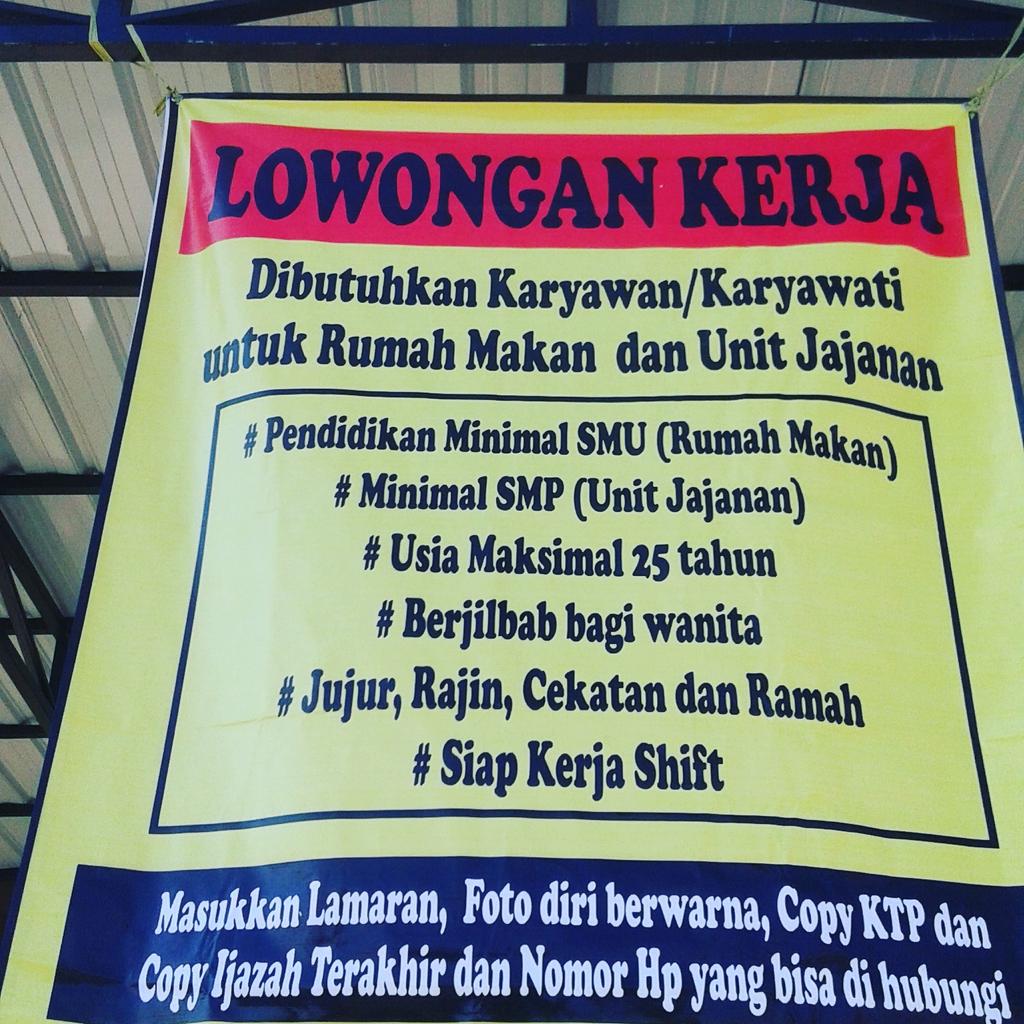 LOWONGAN KERJA
Dibutuhkan Karyawan/Karyawati
untuk Rumah Makan dan Unit Jajanan
# Pendidikan Minimal SMU (Rumah Makan)
# Minimal SMP (Unit Jajanan)
# Usia Maksimal 25 tahun
# Berjilbab bagi wanita
# Jujur, Rajin, Cekatan dan Ramah
# Siap Kerja Shift
Masukkan Lamaran, Foto diri berwarna, Copy KTP dan
Copy Ijazah Terakhir dan Nomor Hp yang bisa di hubungi